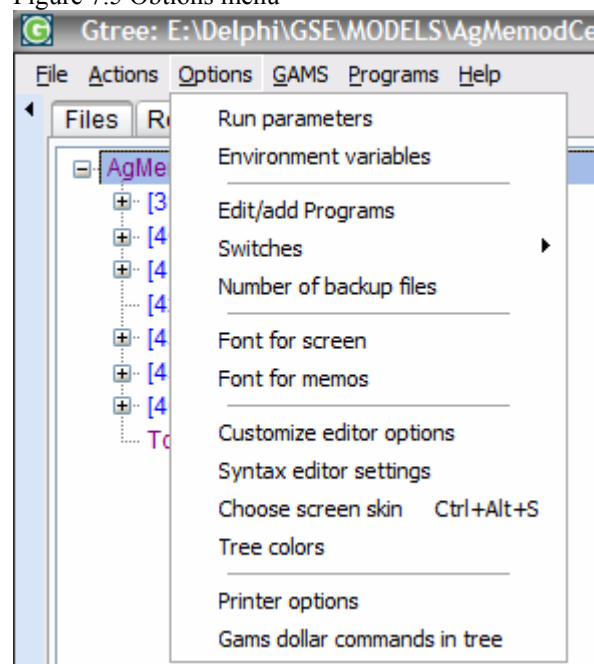 Figure 7.5 Options menu
G Gtree: E:\Delphi\GSE\MODELS\AgMemodCe
File Actions Options GAMS Programs Help
Files Re
AgMe
[3
[4
[4
[4
[4
[4
[4
To
Run parameters
Environment variables
Edit/add Programs
Switches
Number of backup files
Font for screen
Font for memos
Customize editor options
Syntax editor settings
Choose screen skin Ctrl+Alt+S
Tree colors
Printer options
Gams dollar commands in tree